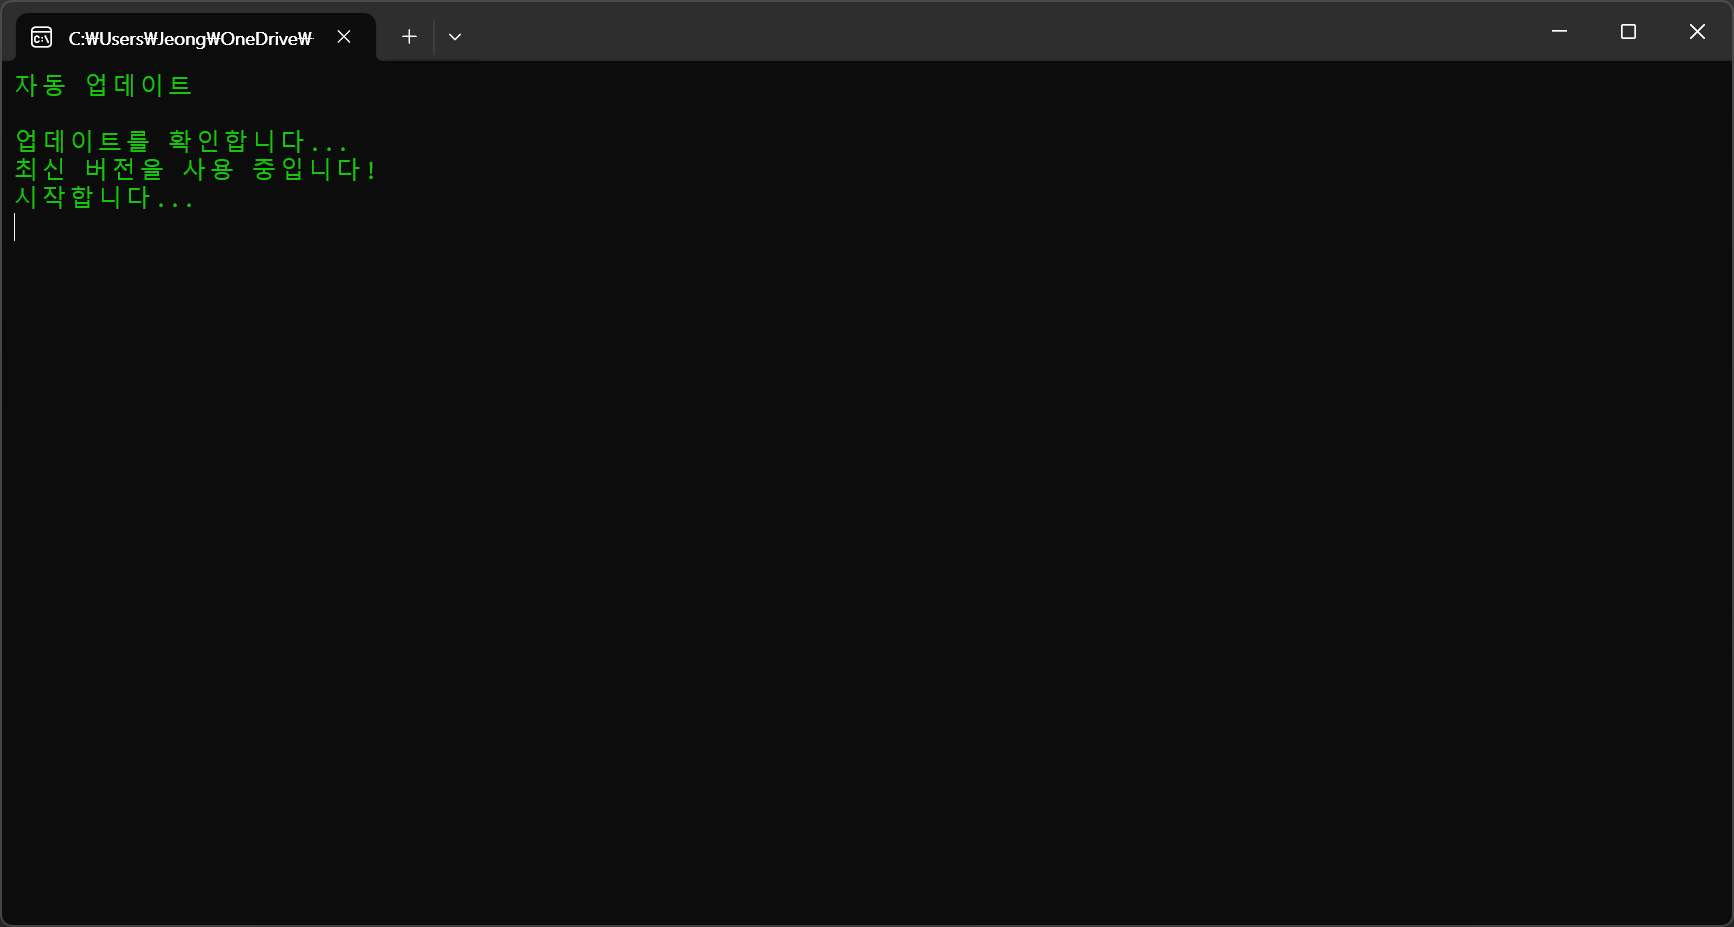 C:₩Users₩Jeong₩OneDrive₩
자동 업데이트
업데이트를 확인합니다...
최신 버전을 사용 중입니다!
시작합니다...